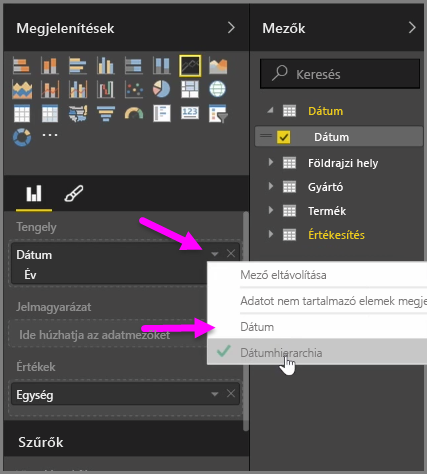 Megjelenítések
Mezők
Keresés
Dátum
Dátum
Földrajzi hely
Gyártó
Termék
Értékesítés
Tengely
Dátum
Év
Mező eltávolítása
Adatot nem tartalmazó elemek megje
Dátum
Dátumhierarchia
Jelmagyarázat
Ide húzhatja az adatmezőket
Értékek
Egység
Szűrők